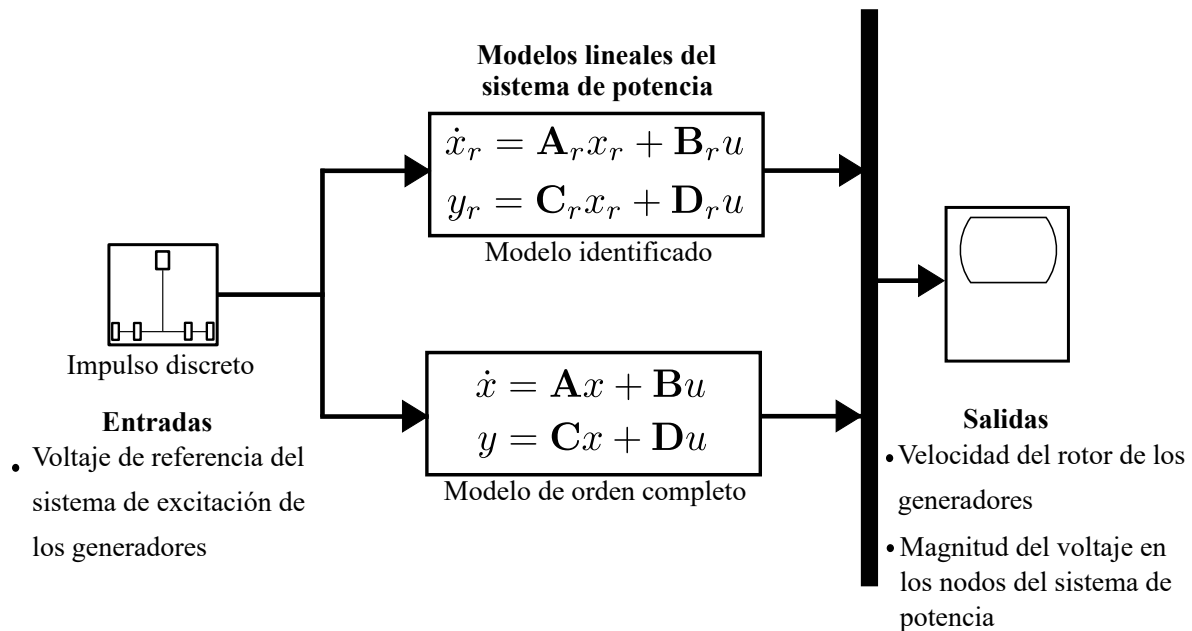 Modelos lineales del
sistema de potencia
ẋ_r = A_r x_r + B_r u
y_r = C_r x_r + D_r u
Modelo identificado
Impulso discreto
Entradas
• Voltaje de referencia del
sistema de excitación de
los generadores
ẋ = Ax + Bu
y = Cx + Du
Modelo de orden completo
Salidas
• Velocidad del rotor de los
generadores
• Magnitud del voltaje en
los nodos del sistema de
potencia